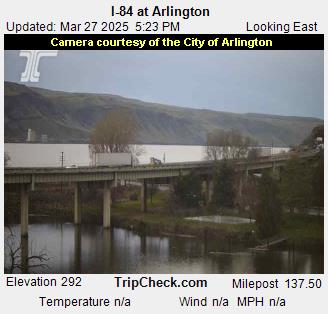 I-84 at Arlington
Updated: Mar 27 2025 5:23 PM Looking East
Camera courtesy of the City of Arlington
Elevation 292 TripCheck.com Milepost 137.50
Temperature n/a Wind n/a MPH n/a